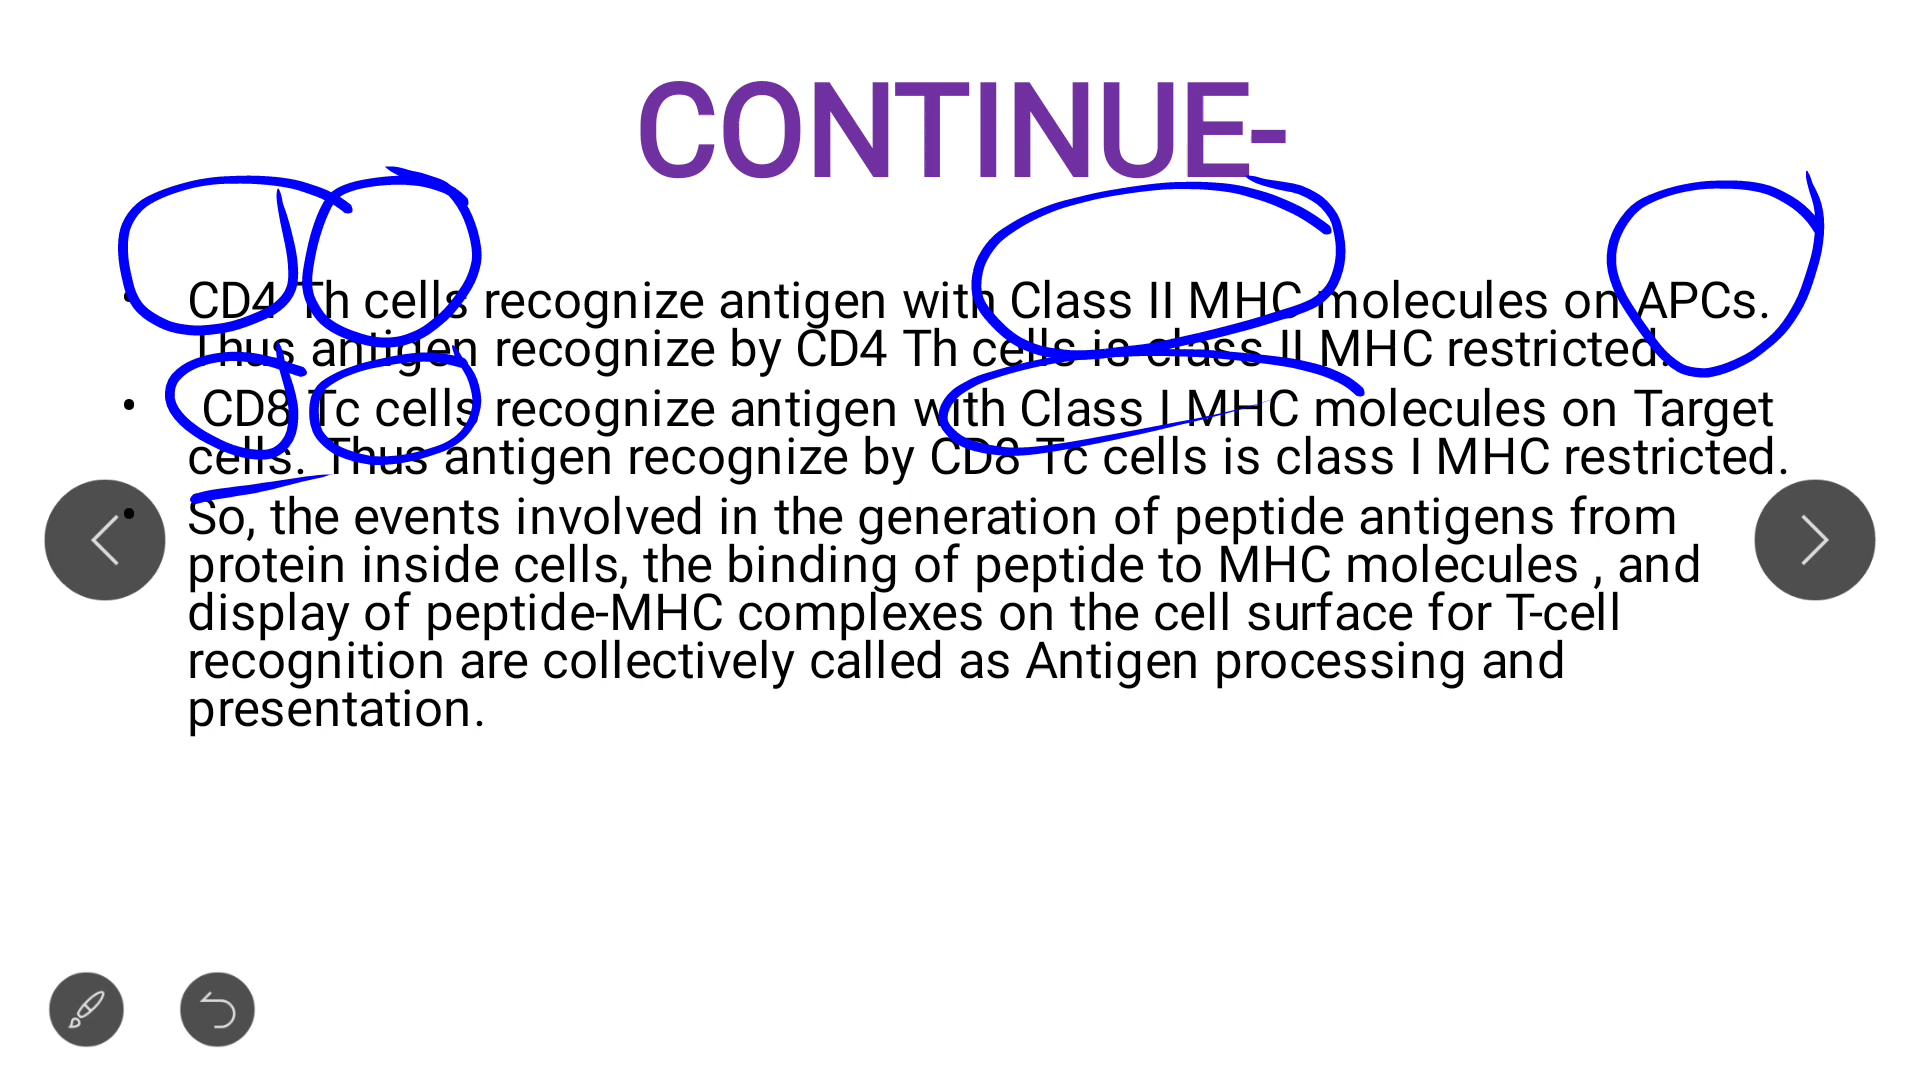 CONTINUE-
• CD4 Th cells recognize antigen with Class II MHC molecules on APCs.
Thus antigen recognize by CD4 Th cells is class II MHC restricted.
• CD8 Tc cells recognize antigen with Class I MHC molecules on Target
cells. Thus antigen recognize by CD8 Tc cells is class I MHC restricted.
• So, the events involved in the generation of peptide antigens from
protein inside cells, the binding of peptide to MHC molecules , and
display of peptide-MHC complexes on the cell surface for T-cell
recognition are collectively called as Antigen processing and
presentation.